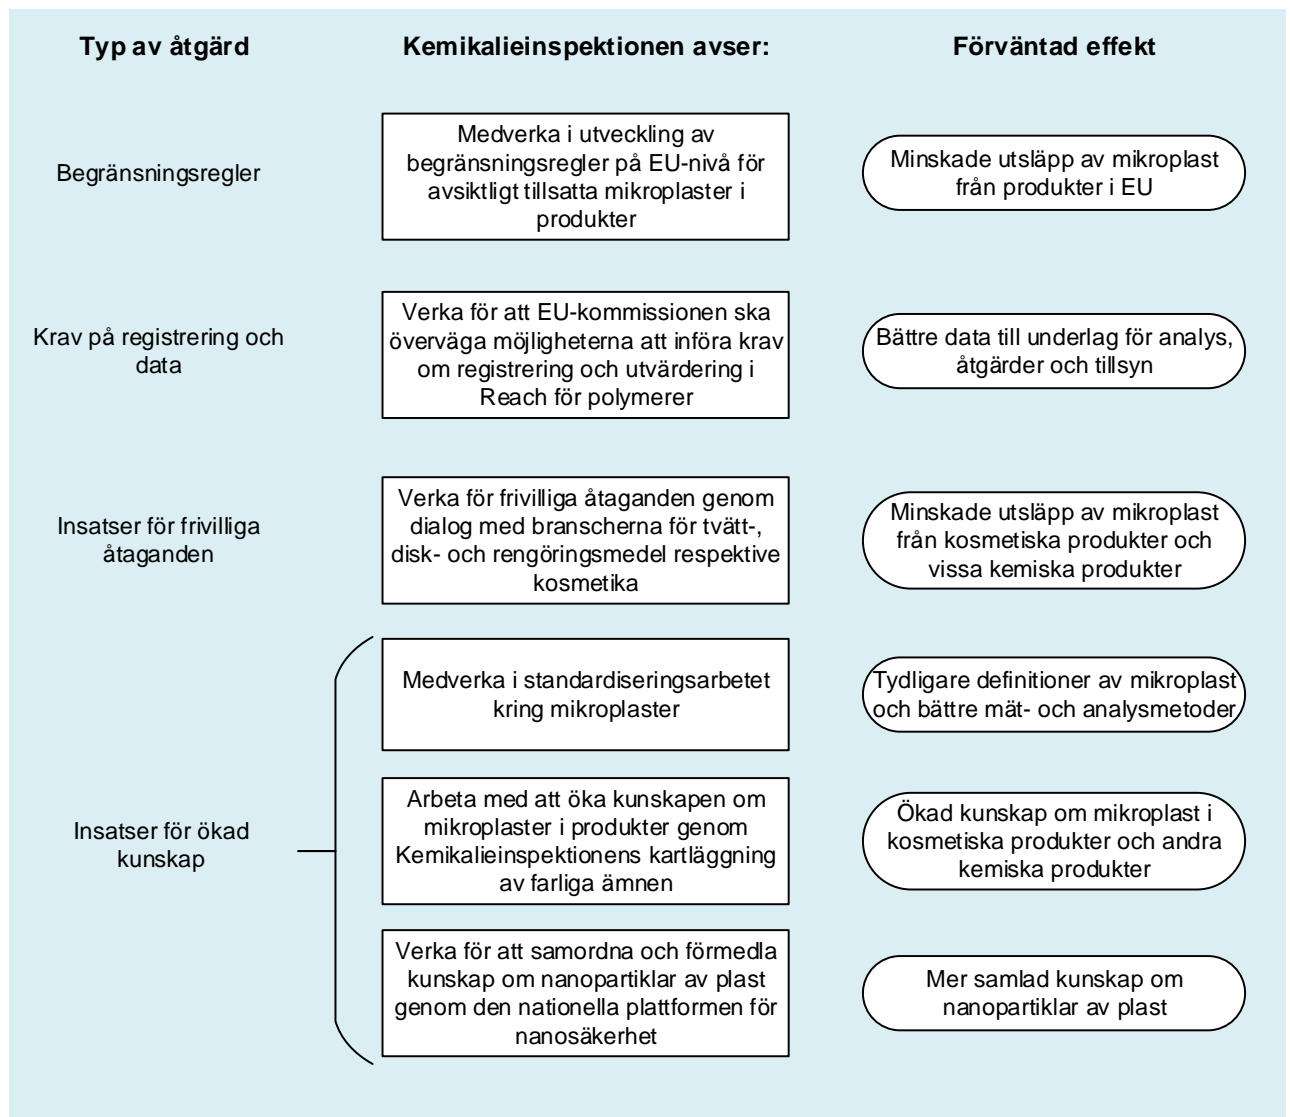 Typ av åtgärd
Kemikalieinspektionen avser:
Förväntad effekt
Begränsningsregler
Medverka i utveckling av
begränsningsregler på EU-nivå för
avsiktligt tillsatta mikroplaster i
produkter
Minskade utsläpp av mikroplast
från produkter i EU
Krav på registrering och
data
Verka för att EU-kommissionen ska
överväga möjligheterna att införa krav
om registrering och utvärdering i
Reach för polymerer
Bättre data till underlag för analys,
åtgärder och tillsyn
Insatser för frivilliga
åtaganden
Verka för frivilliga åtaganden genom
dialog med branscherna för tvätt-,
disk- och rengöringsmedel respektive
kosmetika
Minskade utsläpp av mikroplast
från kosmetiska produkter och
vissa kemiska produkter
Insatser för ökad
kunskap
Medverka i standardiseringsarbetet
kring mikroplaster
Tydligare definitioner av mikroplast
och bättre mät- och analysmetoder
Arbeta med att öka kunskapen om
mikroplaster i produkter genom
Kemikalieinspektionens kartläggning
av farliga ämnen
Ökad kunskap om mikroplast i
kosmetiska produkter och andra
kemiska produkter
Verka för att samordna och förmedla
kunskap om nanopartiklar av plast
genom den nationella plattformen för
nanosäkerhet
Mer samlad kunskap om
nanopartiklar av plast